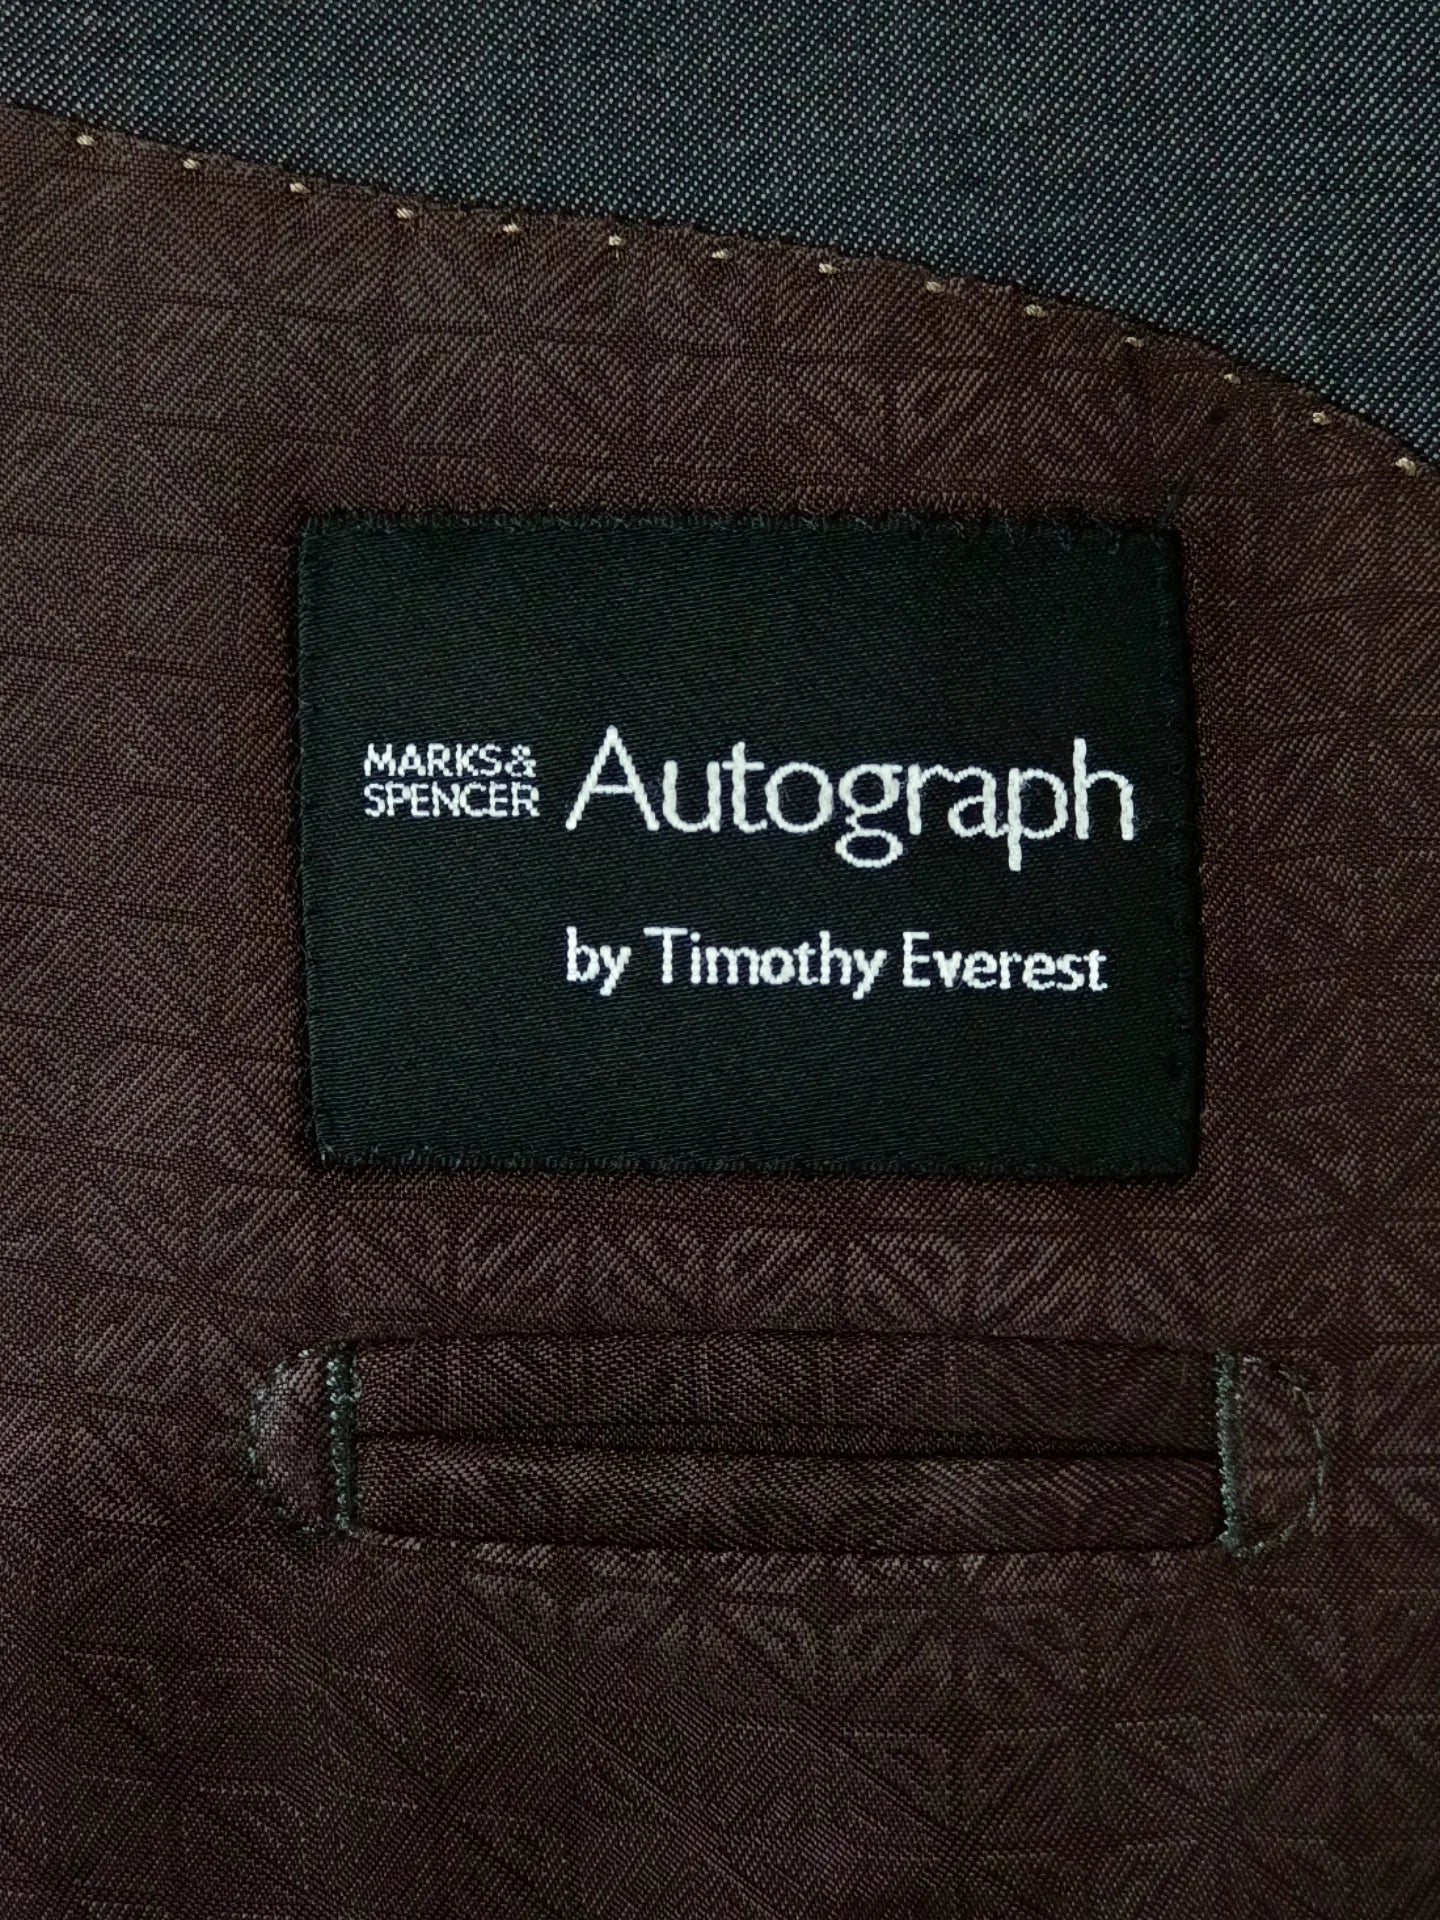 MARKS&
SPENCER
Autograph
by Timothy Everest